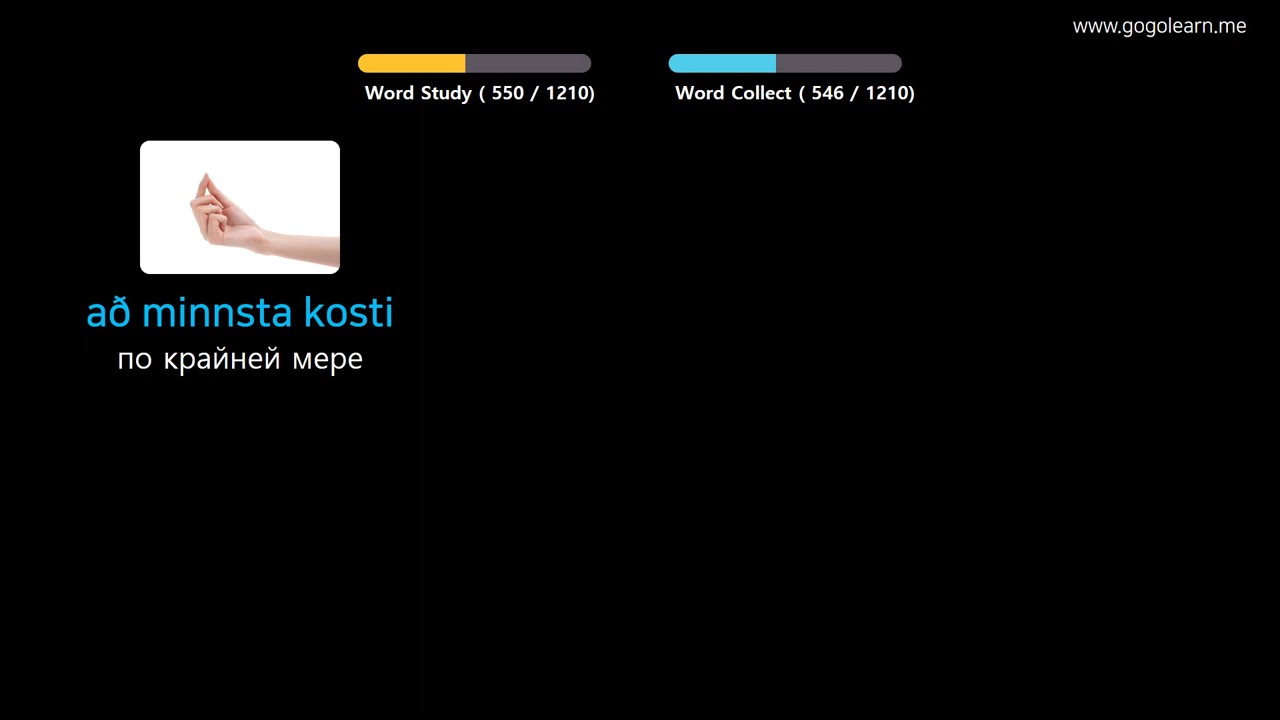 www.gogolearn.me
Word Study ( 550 / 1210)
Word Collect ( 546 / 1210)
að minnsta kosti
по крайней мере